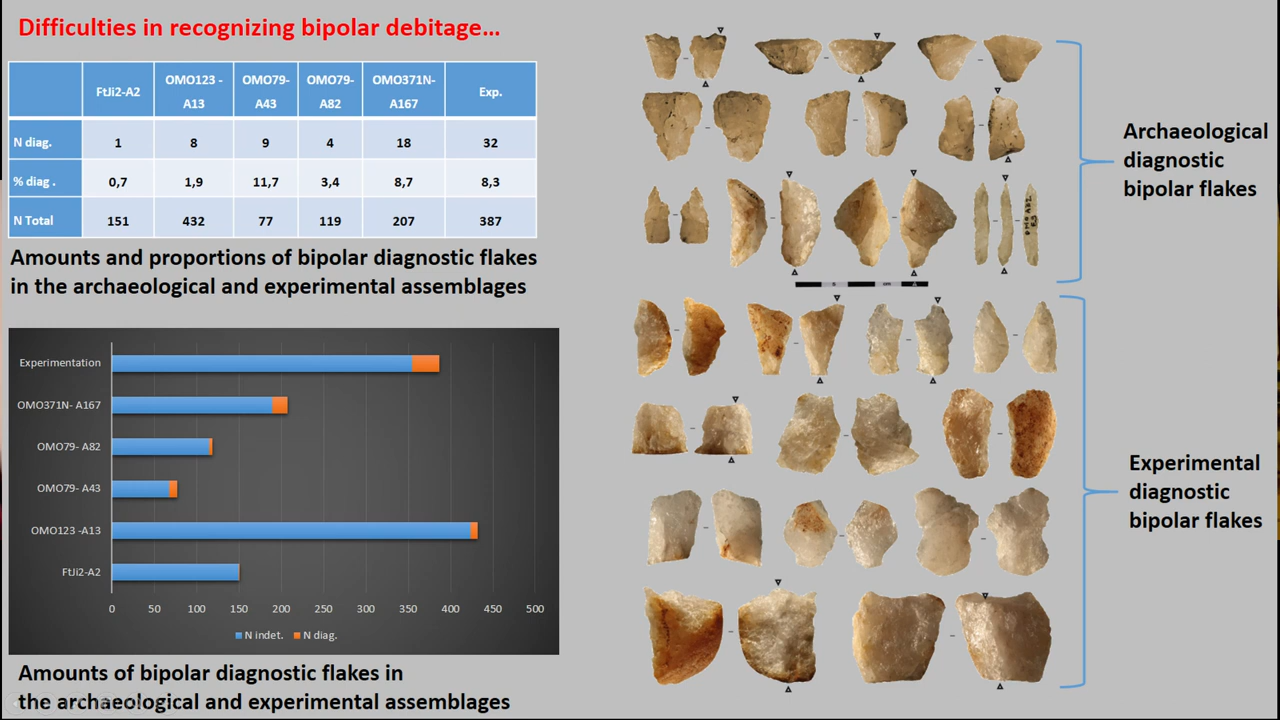 Difficulties in recognizing bipolar debitage…
FtJi2-A2 OMO123 - A13 OMO79- A43 OMO79- A82 OMO371N- A167 Exp.
N diag. 1 8 9 4 18 32
% diag . 0,7 1,9 11,7 3,4 8,7 8,3
N Total 151 432 77 119 207 387
Amounts and proportions of bipolar diagnostic flakes
in the archaeological and experimental assemblages
Experimentation
OMO371N- A167
OMO79- A82
OMO79- A43
OMO123 -A13
FtJi2-A2
0 50 100 150 200 250 300 350 400 450 500
N indet. N diag.
Amounts of bipolar diagnostic flakes in
the archaeological and experimental assemblages
Archaeological
diagnostic
bipolar flakes
5 cm
Experimental
diagnostic
bipolar flakes